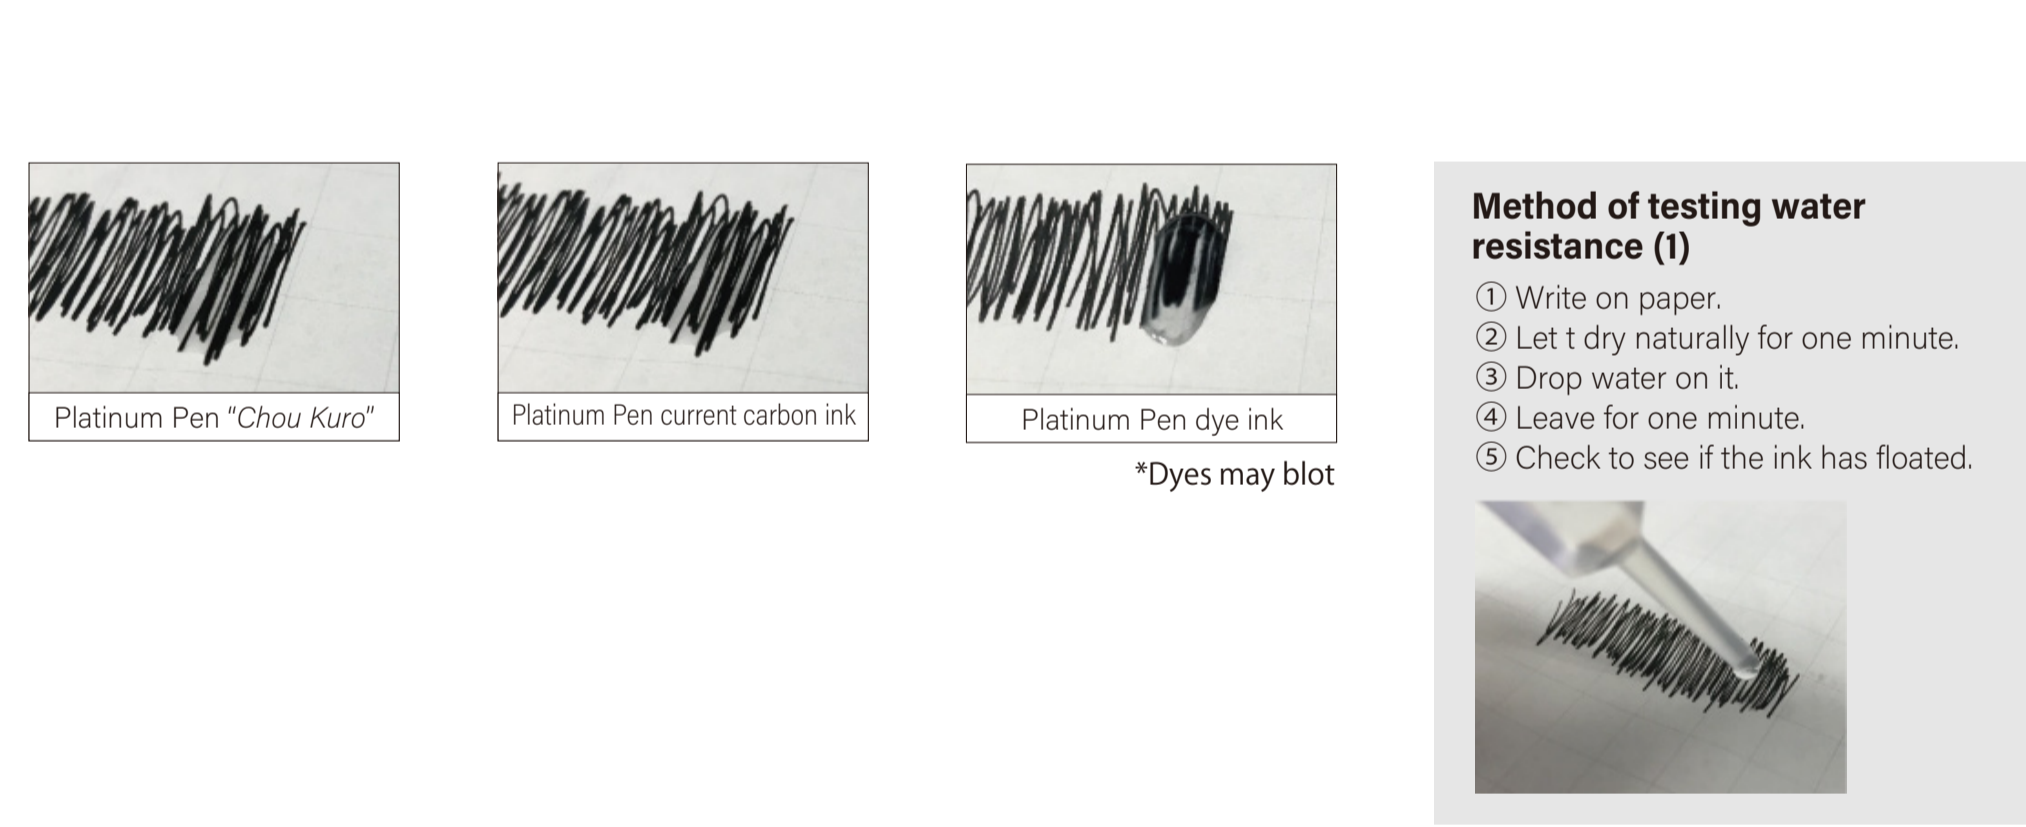 Platinum Pen "Chou Kuro"
Platinum Pen current carbon ink
Platinum Pen dye ink
*Dyes may blot
Method of testing water
resistance (1)
① Write on paper.
② Let t dry naturally for one minute.
③ Drop water on it.
④ Leave for one minute.
⑤ Check to see if the ink has floated.